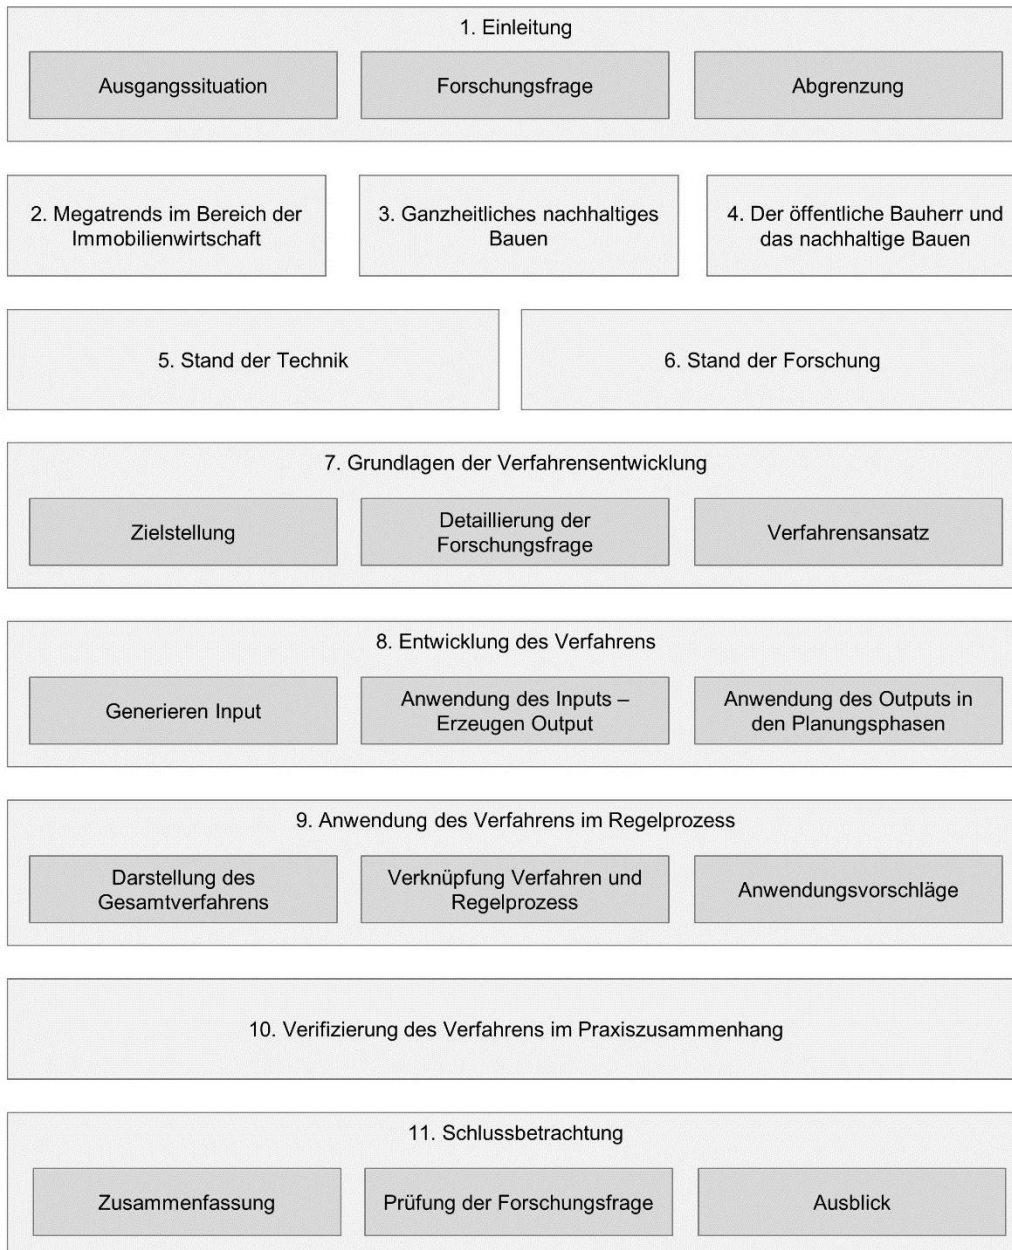 1. Einleitung
Ausgangssituation
Forschungsfrage
Abgrenzung
2. Megatrends im Bereich der
Immobilienwirtschaft
3. Ganzheitliches nachhaltiges
Bauen
4. Der öffentliche Bauherr und
das nachhaltige Bauen
5. Stand der Technik
6. Stand der Forschung
7. Grundlagen der Verfahrensentwicklung
Zielstellung
Detaillierung der
Forschungsfrage
Verfahrensansatz
8. Entwicklung des Verfahrens
Generieren Input
Anwendung des Inputs –
Erzeugen Output
Anwendung des Outputs in
den Planungsphasen
9. Anwendung des Verfahrens im Regelprozess
Darstellung des
Gesamtverfahrens
Verknüpfung Verfahren und
Regelprozess
Anwendungsvorschläge
10. Verifizierung des Verfahrens im Praxiszusammenhang
11. Schlussbetrachtung
Zusammenfassung
Prüfung der Forschungsfrage
Ausblick